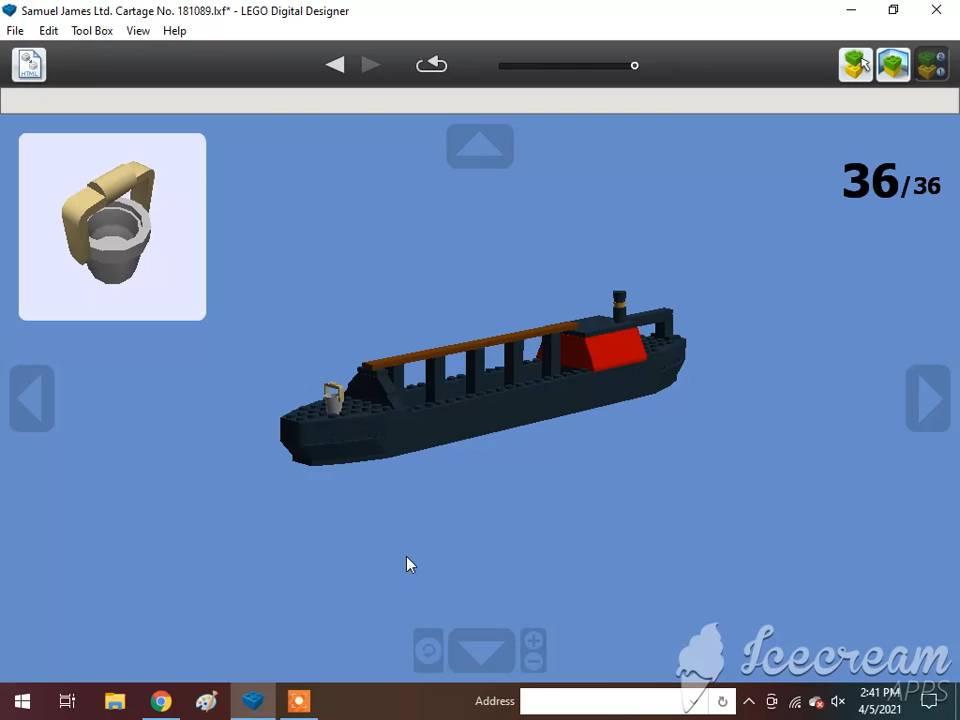 Samuel James Ltd. Cartage No. 181089.lxf* - LEGO Digital Designer
File Edit Tool Box View Help
HTML
36/36
Icecream
APPS
Address
2:41 PM
4/5/2021